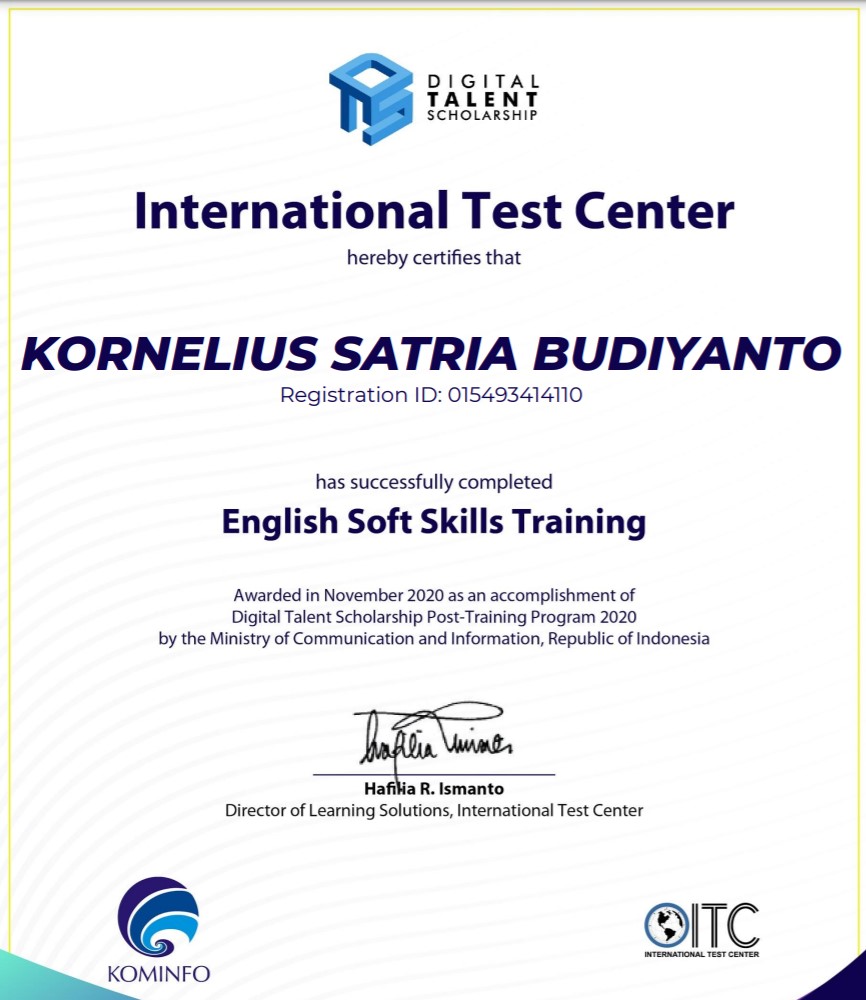 DIGITAL
TALENT
SCHOLARSHIP
International Test Center
hereby certifies that
KORNELIUS SATRIA BUDIYANTO
Registration ID: 015493414110
has successfully completed
English Soft Skills Training
Awarded in November 2020 as an accomplishment of
Digital Talent Scholarship Post-Training Program 2020
by the Ministry of Communication and Information, Republic of Indonesia
Hafilia R. Ismanto
Director of Learning Solutions, International Test Center
KOMINFO
ITC
INTERNATIONAL TEST CENTER